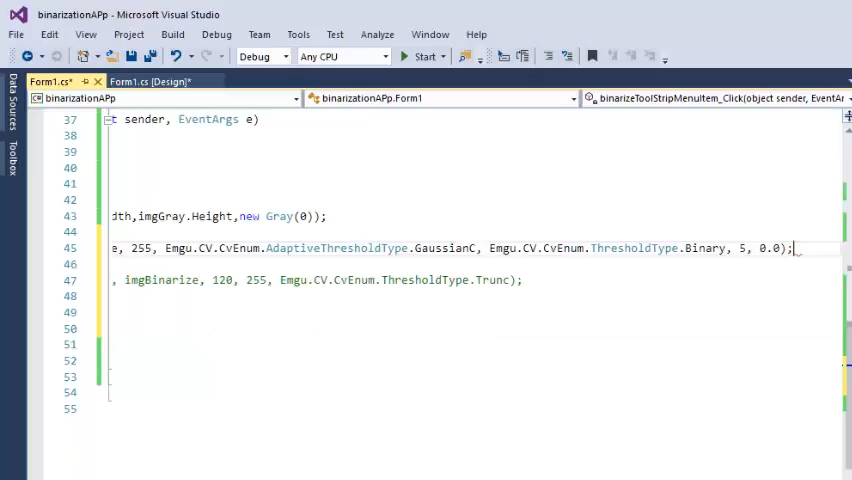 binarizationAPp - Microsoft Visual Studio
File Edit View Project Build Debug Team Tools Test Analyze Window Help
Debug Any CPU Start
Form1.cs* Form1.cs [Design]*
binarizationAPp binarizationAPp.Form1 binarizeToolStripMenuItem_Click(object sender, EventAr
Data Sources
Toolbox
37 t sender, EventArgs e)
38
39
40
41
42
43 dth,imgGray.Height,new Gray(0));
44
45 e, 255, Emgu.CV.CvEnum.AdaptiveThresholdType.GaussianC, Emgu.CV.CvEnum.ThresholdType.Binary, 5, 0.0);
46
47 , imgBinarize, 120, 255, Emgu.CV.CvEnum.ThresholdType.Trunc);
48
49
50
51
52
53
54
55